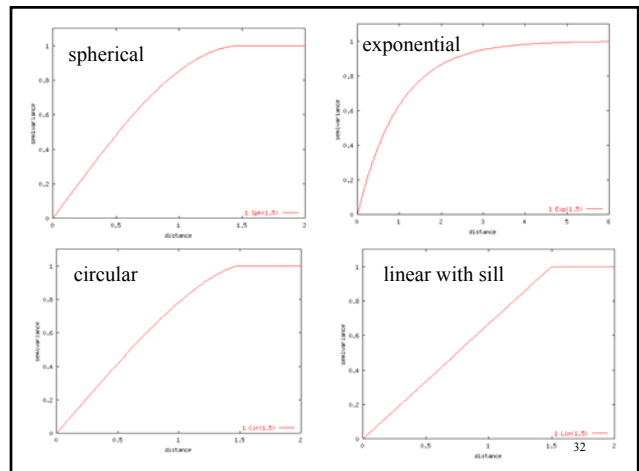 spherical
1
0.8
0.6
0.4
0.2
0
semivariance
0
0.5
1
1.5
2
distance
1 Sph(1.5)
exponential
1
0.8
0.6
0.4
0.2
0
semivariance
0
1
2
3
4
5
6
distance
1 Exp(1.5)
circular
1
0.8
0.6
0.4
0.2
0
semivariance
0
0.5
1
1.5
2
distance
1 Cir(1.5)
linear with sill
1
0.8
0.6
0.4
0.2
0
semivariance
0
0.5
1
1.5
2
distance
1 Lin(1.5)
32